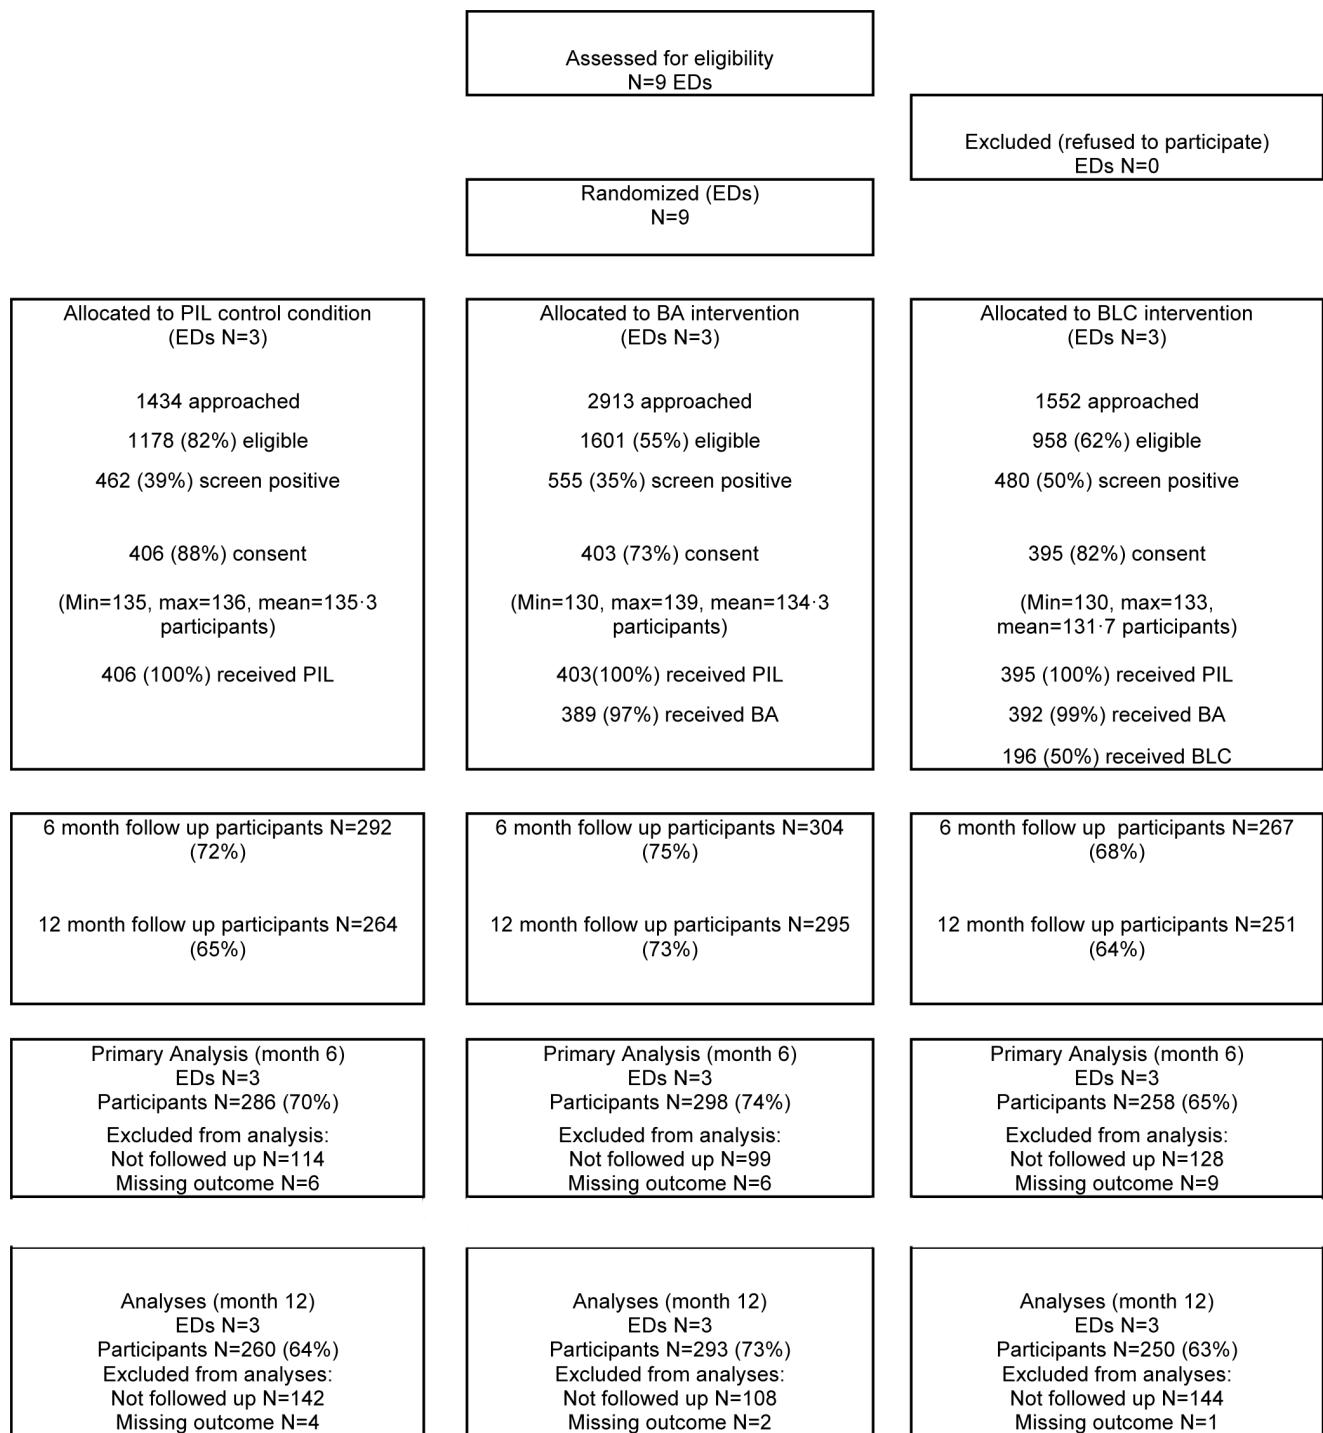 Assessed for eligibility
N=9 EDs
Excluded (refused to participate)
EDs N=0
Randomized (EDs)
N=9
Allocated to PIL control condition
(EDs N=3)
1434 approached
1178 (82%) eligible
462 (39%) screen positive
406 (88%) consent
(Min=135, max=136, mean=135·3
participants)
406 (100%) received PIL
Allocated to BA intervention
(EDs N=3)
2913 approached
1601 (55%) eligible
555 (35%) screen positive
403 (73%) consent
(Min=130, max=139, mean=134·3
participants)
403(100%) received PIL
389 (97%) received BA
Allocated to BLC intervention
(EDs N=3)
1552 approached
958 (62%) eligible
480 (50%) screen positive
395 (82%) consent
(Min=130, max=133,
mean=131·7 participants)
395 (100%) received PIL
392 (99%) received BA
196 (50%) received BLC
6 month follow up participants N=292
(72%)
12 month follow up participants N=264
(65%)
6 month follow up participants N=304
(75%)
12 month follow up participants N=295
(73%)
6 month follow up  participants N=267
(68%)
12 month follow up participants N=251
(64%)
Primary Analysis (month 6)
EDs N=3
Participants N=286 (70%)
Excluded from analysis:
Not followed up N=114
Missing outcome N=6
Primary Analysis (month 6)
EDs N=3
Participants N=298 (74%)
Excluded from analysis:
Not followed up N=99
Missing outcome N=6
Primary Analysis (month 6)
EDs N=3
Participants N=258 (65%)
Excluded from analysis:
Not followed up N=128
Missing outcome N=9
Analyses (month 12)
EDs N=3
Participants N=260 (64%)
Excluded from analyses:
Not followed up N=142
Missing outcome N=4
Analyses (month 12)
EDs N=3
Participants N=293 (73%)
Excluded from analyses:
Not followed up N=108
Missing outcome N=2
Analyses (month 12)
EDs N=3
Participants N=250 (63%)
Excluded from analyses:
Not followed up N=144
Missing outcome N=1